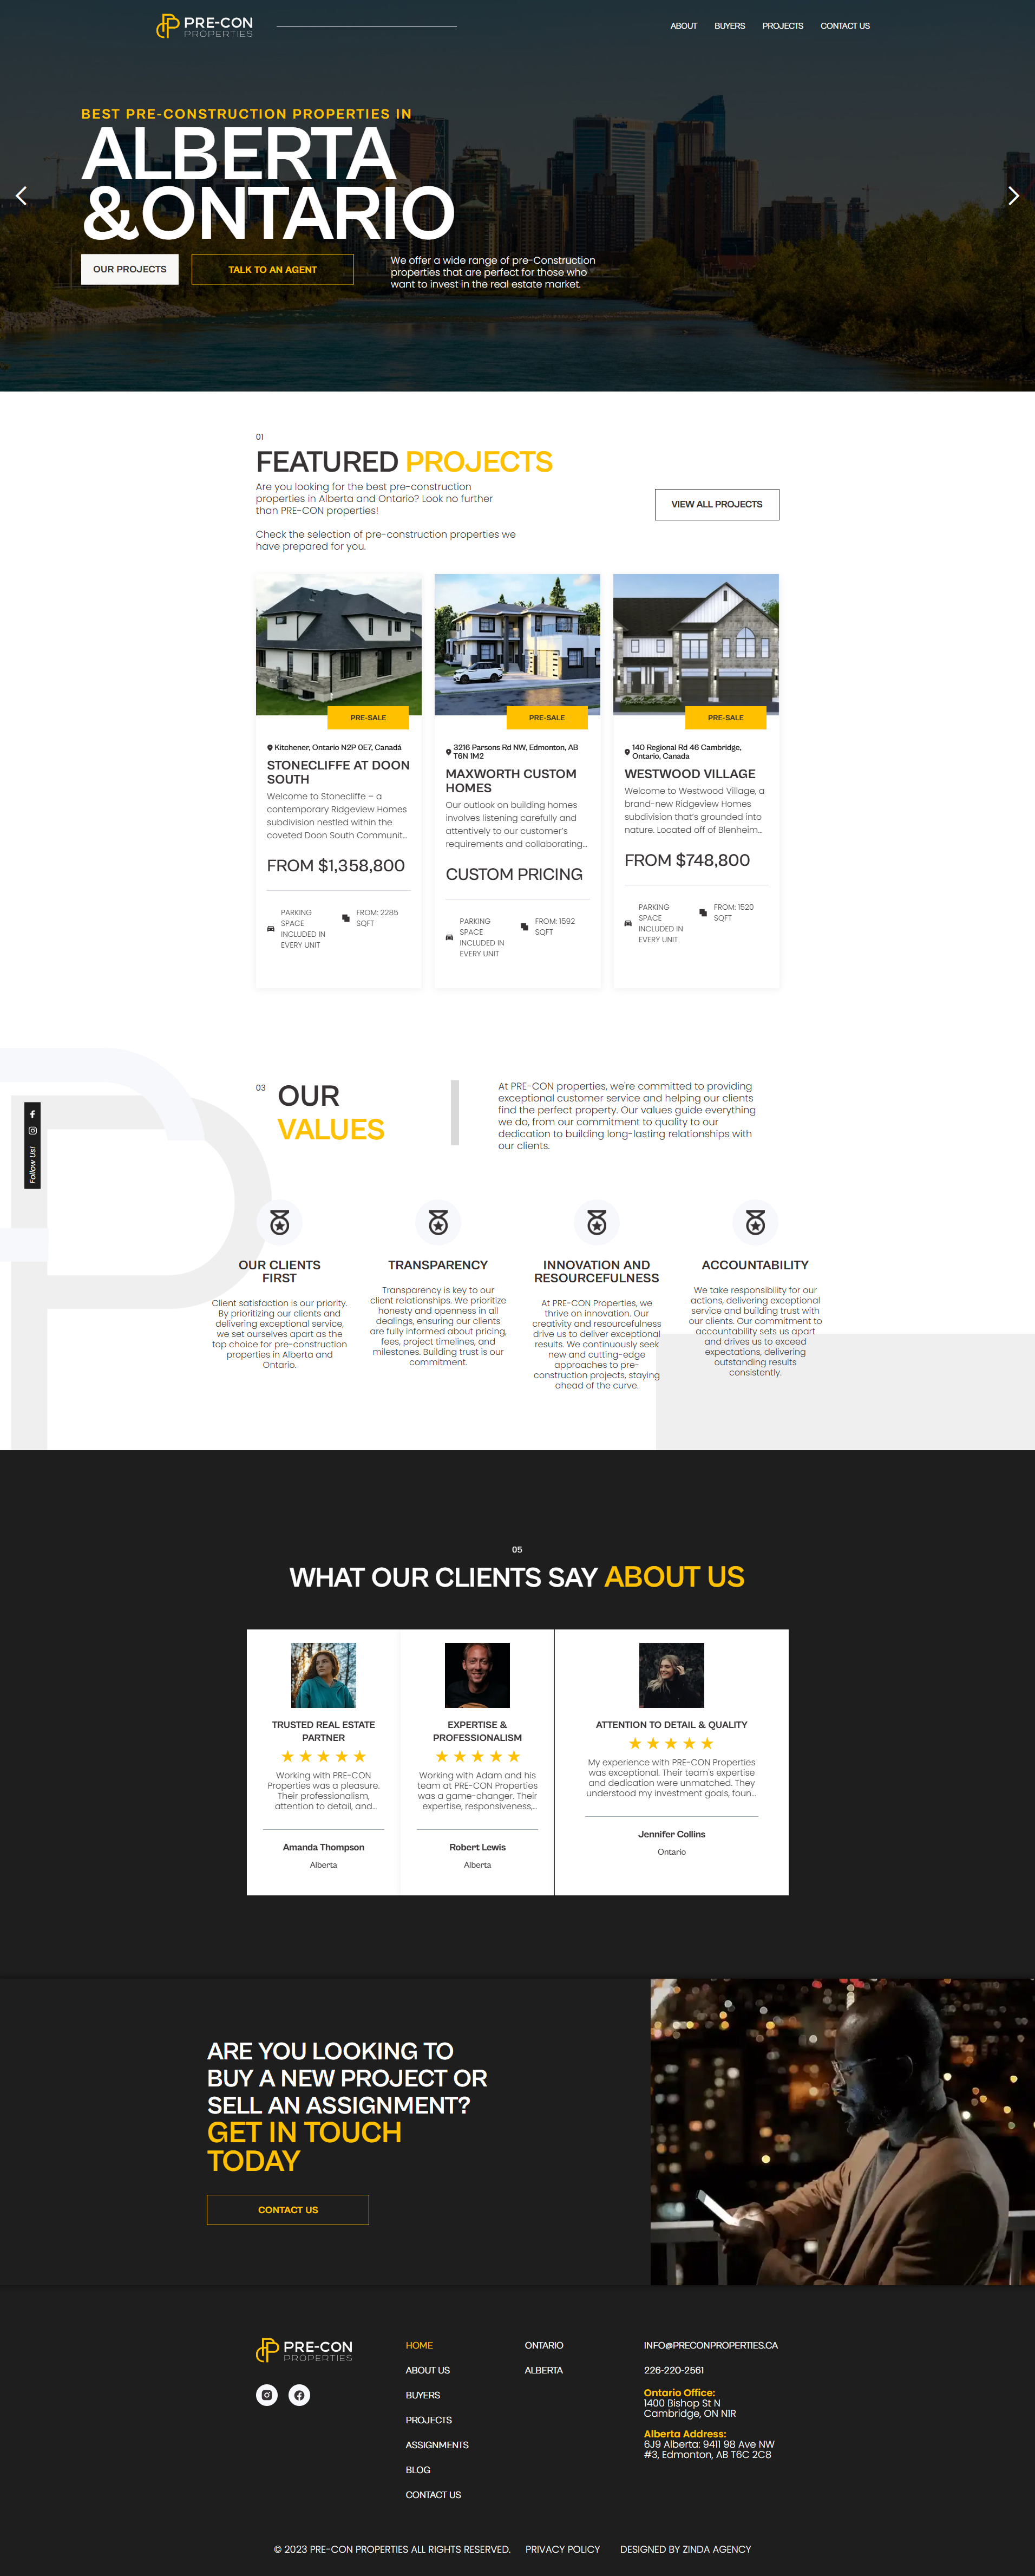 PRE-CON
PROPERTIES
ABOUT
BUYERS
PROJECTS
CONTACT US
BEST PRE-CONSTRUCTION PROPERTIES IN
ALBERTA
&ONTARIO
OUR PROJECTS
TALK TO AN AGENT
We offer a wide range of pre-Construction
properties that are perfect for those who
want to invest in the real estate market.
01
FEATURED PROJECTS
Are you looking for the best pre-construction
properties in Alberta and Ontario? Look no further
than PRE-CON properties!
Check the selection of pre-construction properties we
have prepared for you.
VIEW ALL PROJECTS
PRE-SALE
Kitchener, Ontario N2P 0E7, Canadá
STONECLIFFE AT DOON
SOUTH
Welcome to Stonecliffe – a
contemporary Ridgeview Homes
subdivision nestled within the
coveted Doon South Communit...
FROM $1,358,800
PARKING
SPACE
INCLUDED IN
EVERY UNIT
FROM: 2285
SQFT
PRE-SALE
3216 Parsons Rd NW, Edmonton, AB
T6N 1M2
MAXWORTH CUSTOM
HOMES
Our outlook on building homes
involves listening carefully and
attentively to our customer's
requirements and collaborating...
CUSTOM PRICING
PARKING
SPACE
INCLUDED IN
EVERY UNIT
FROM: 1592
SQFT
PRE-SALE
140 Regional Rd 46 Cambridge,
Ontario, Canada
WESTWOOD VILLAGE
Welcome to Westwood Village, a
brand-new Ridgeview Homes
subdivision that's grounded into
nature. Located off of Blenheim...
FROM $748,800
PARKING
SPACE
INCLUDED IN
EVERY UNIT
FROM: 1520
SQFT
Follow Us!
03
OUR
VALUES
At PRE-CON properties, we're committed to providing
exceptional customer service and helping our clients
find the perfect property. Our values guide everything
we do, from our commitment to quality to our
dedication to building long-lasting relationships with
our clients.
OUR CLIENTS
FIRST
Client satisfaction is our priority.
By prioritizing our clients and
delivering exceptional service,
we set ourselves apart as the
top choice for pre-construction
properties in Alberta and
Ontario.
TRANSPARENCY
Transparency is key to our
client relationships. We prioritize
honesty and openness in all
dealings, ensuring our clients
are fully informed about pricing,
fees, project timelines, and
milestones. Building trust is our
commitment.
INNOVATION AND
RESOURCEFULNESS
At PRE-CON Properties, we
thrive on innovation. Our
creativity and resourcefulness
drive us to deliver exceptional
results. We continuously seek
new and cutting-edge
approaches to pre-
construction projects, staying
ahead of the curve.
ACCOUNTABILITY
We take responsibility for our
actions, delivering exceptional
service and building trust with
our clients. Our commitment to
accountability sets us apart
and drives us to exceed
expectations, delivering
outstanding results
consistently.
05
WHAT OUR CLIENTS SAY ABOUT US
TRUSTED REAL ESTATE
PARTNER
Working with PRE-CON
Properties was a pleasure.
Their professionalism,
attention to detail, and...
Amanda Thompson
Alberta
EXPERTISE &
PROFESSIONALISM
Working with Adam and his
team at PRE-CON Properties
was a game-changer. Their
expertise, responsiveness,...
Robert Lewis
Alberta
ATTENTION TO DETAIL & QUALITY
My experience with PRE-CON Properties
was exceptional. Their team's expertise
and dedication were unmatched. They
understood my investment goals, foun...
Jennifer Collins
Ontario
ARE YOU LOOKING TO
BUY A NEW PROJECT OR
SELL AN ASSIGNMENT?
GET IN TOUCH
TODAY
CONTACT US
PRE-CON
PROPERTIES
HOME
ABOUT US
BUYERS
PROJECTS
ASSIGNMENTS
BLOG
CONTACT US
ONTARIO
ALBERTA
INFO@PRECONPROPERTIES.CA
226-220-2561
Ontario Office:
1400 Bishop St N
Cambridge, ON N1R
Alberta Address:
6J9 Alberta: 9411 98 Ave NW
#3, Edmonton, AB T6C 2C8
© 2023 PRE-CON PROPERTIES ALL RIGHTS RESERVED.
PRIVACY POLICY
DESIGNED BY ZINDA AGENCY